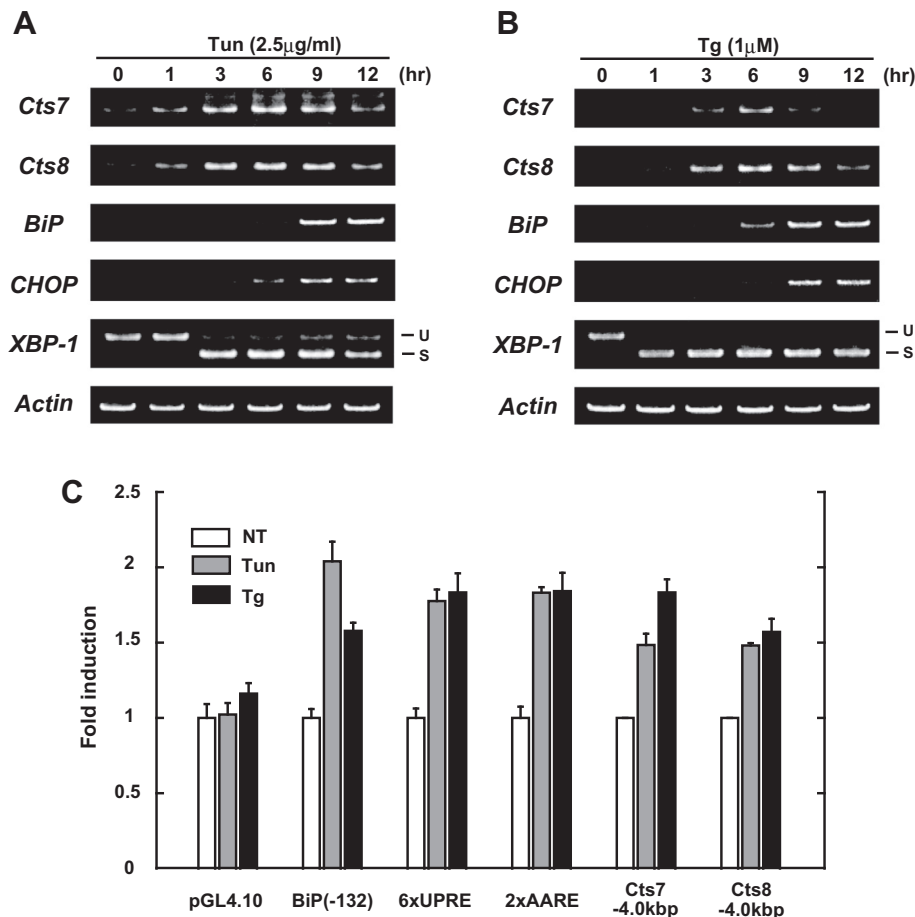 A
Tun (2.5μg/ml)
0 1 3 6 9 12 (hr)
Cts7
Cts8
BiP
CHOP
XBP-1
U
S
Actin
B
Tg (1μM)
0 1 3 6 9 12 (hr)
Cts7
Cts8
BiP
CHOP
XBP-1
U
S
Actin
C
Fold induction
2.5
2
1.5
1
0.5
0
NT
Tun
Tg
pGL4.10 BiP(-132) 6xUPRE 2xAARE Cts7 Cts8
-4.0kbp -4.0kbp